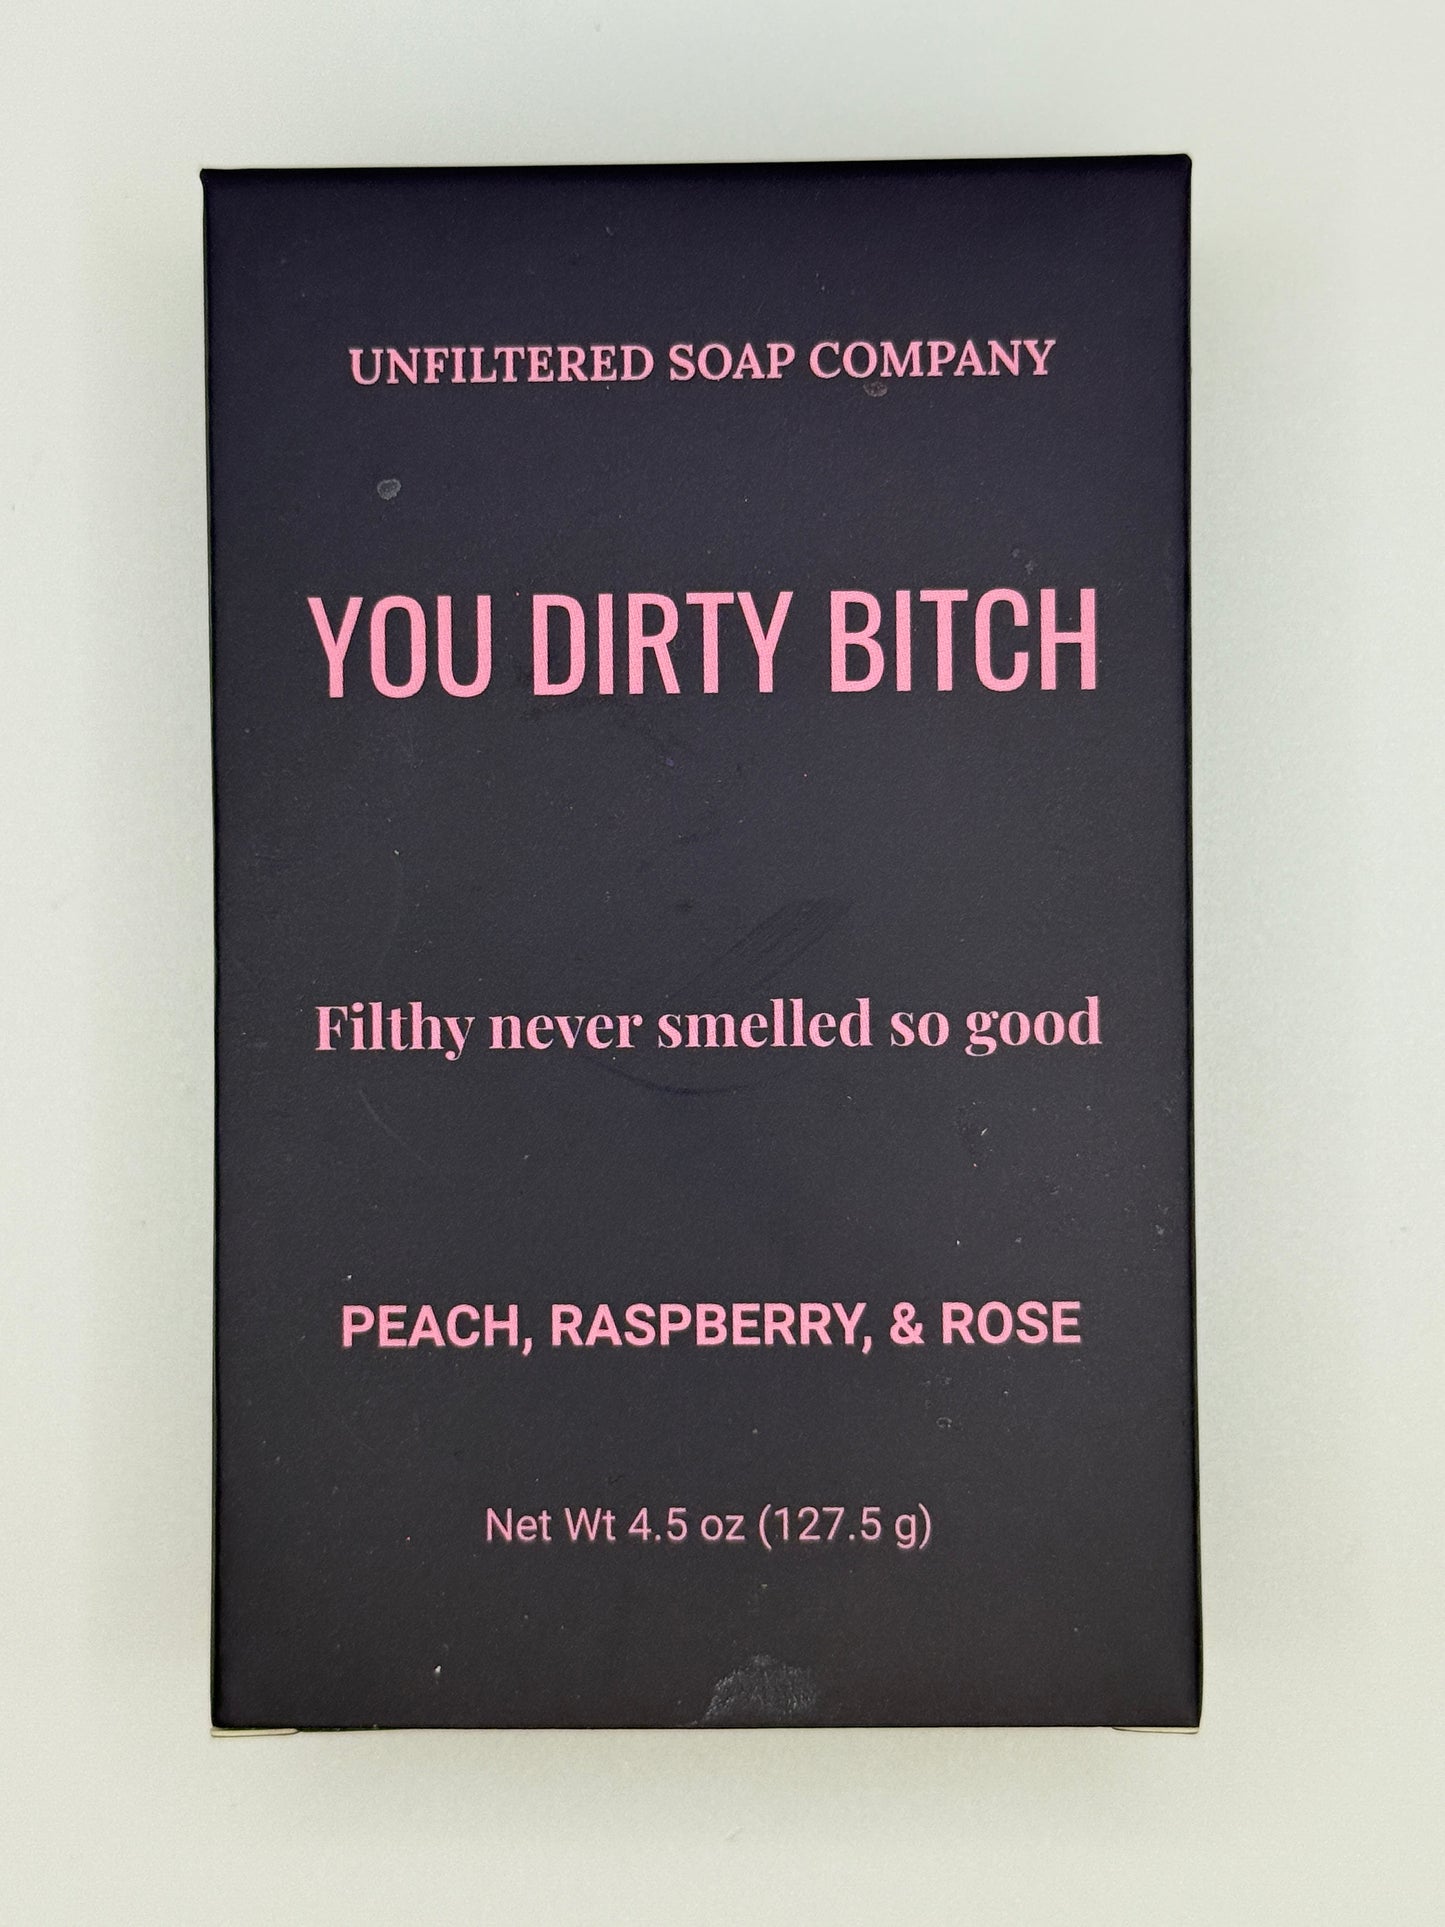 UNFILTERED SOAP COMPANY
YOU DIRTY BITCH
Filthy never smelled so good
PEACH, RASPBERRY, & ROSE
Net Wt 4.5 oz (127.5 g)